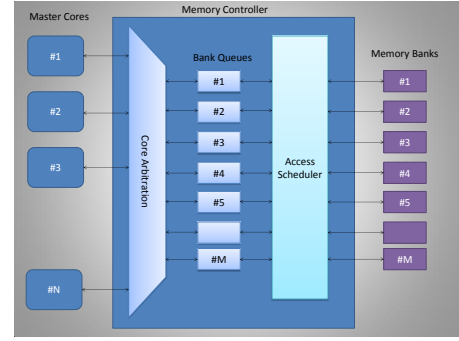 Memory Controller
Master Cores
Bank Queues
Memory Banks
#1
#2
#3
#N
Core Arbitration
#1
#2
#3
#4
#5
#M
Access
Scheduler
#1
#2
#3
#4
#5
#M